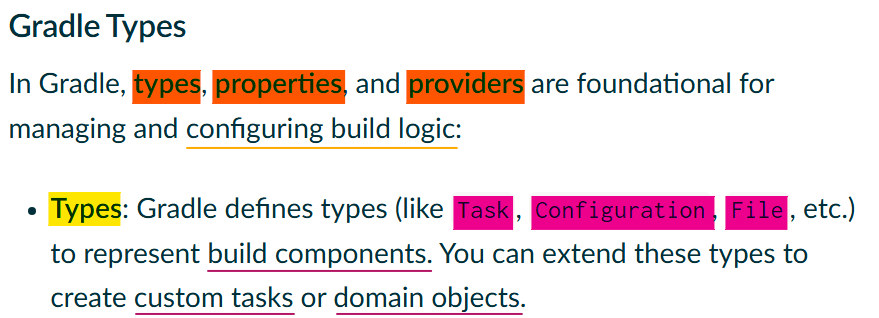 Gradle Types
In Gradle, types, properties, and providers are foundational for
managing and configuring build logic:
• Types: Gradle defines types (like Task, Configuration, File, etc.)
to represent build components. You can extend these types to
create custom tasks or domain objects.